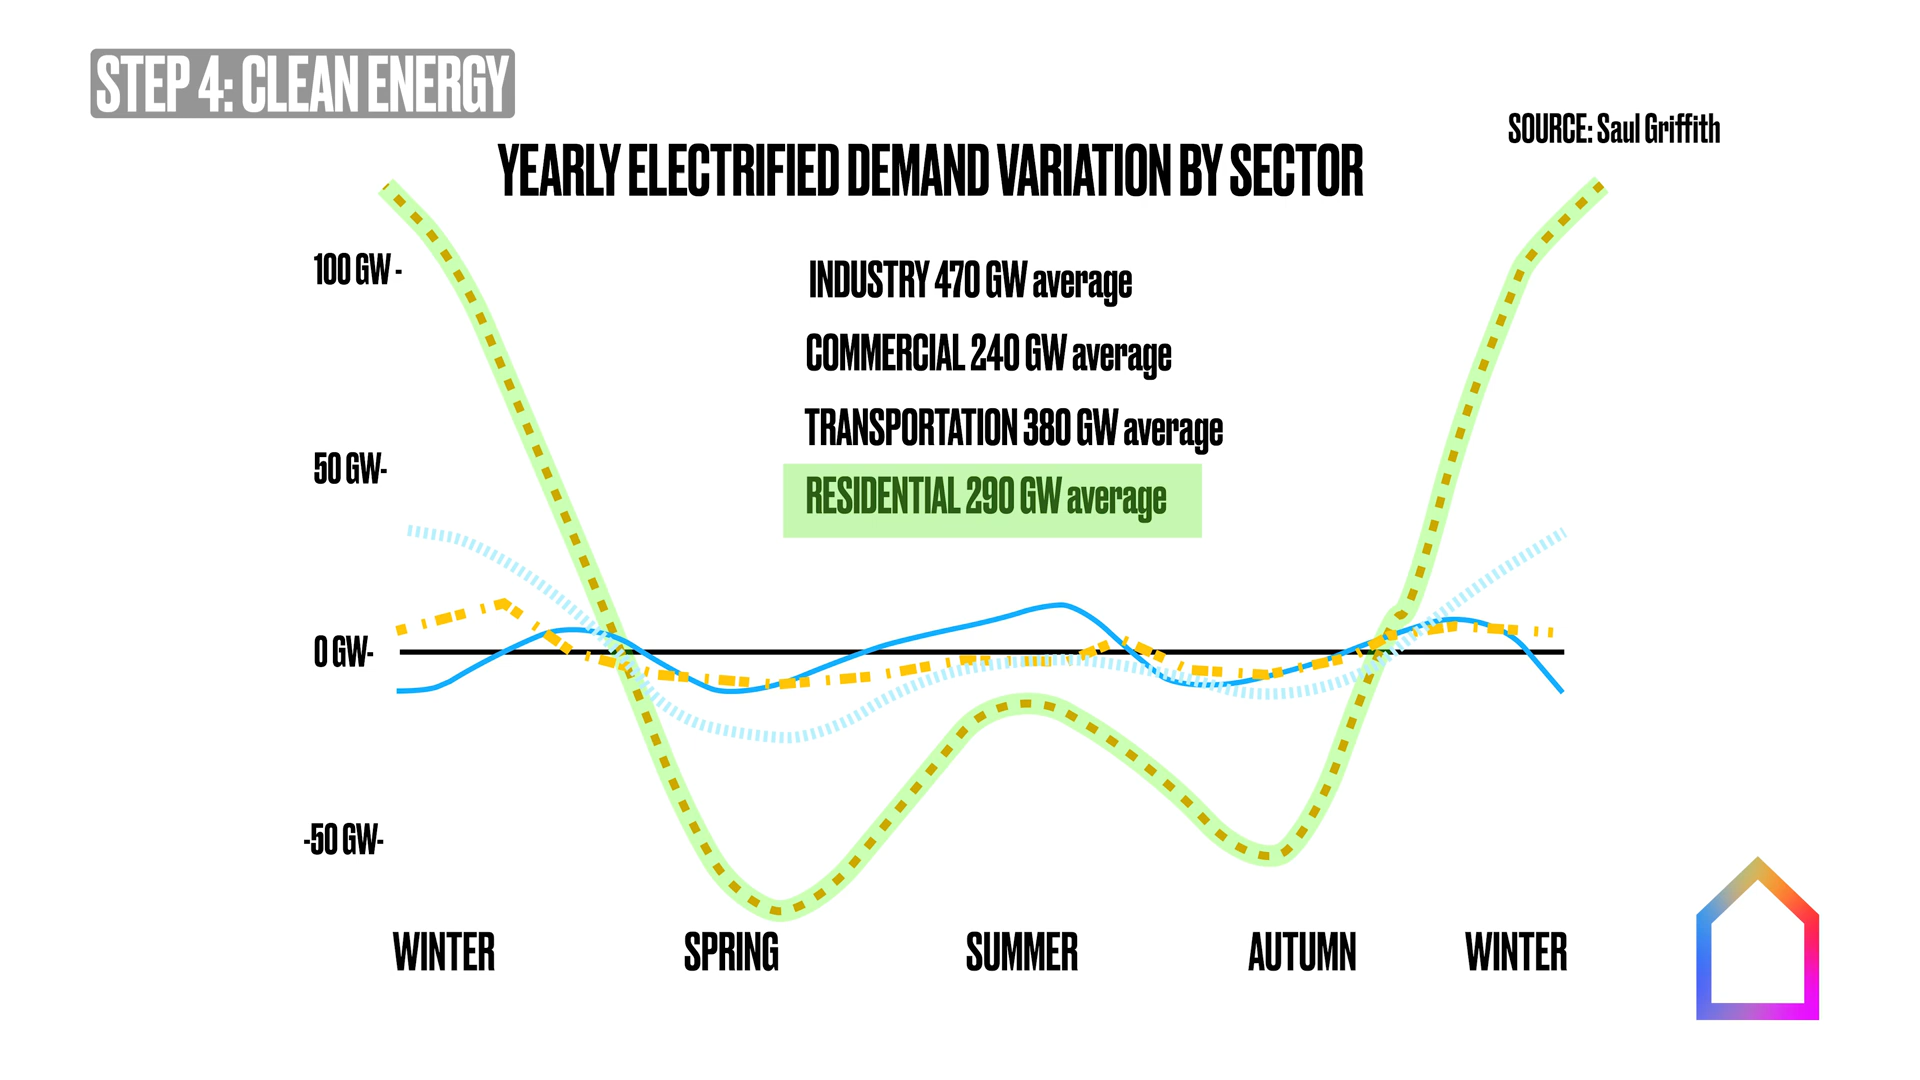 STEP 4: CLEAN ENERGY
SOURCE: Saul Griffith
YEARLY ELECTRIFIED DEMAND VARIATION BY SECTOR
100 GW -
INDUSTRY 470 GW average
COMMERCIAL 240 GW average
TRANSPORTATION 380 GW average
50 GW-
RESIDENTIAL 290 GW average
0 GW-
-50 GW-
WINTER SPRING SUMMER AUTUMN WINTER